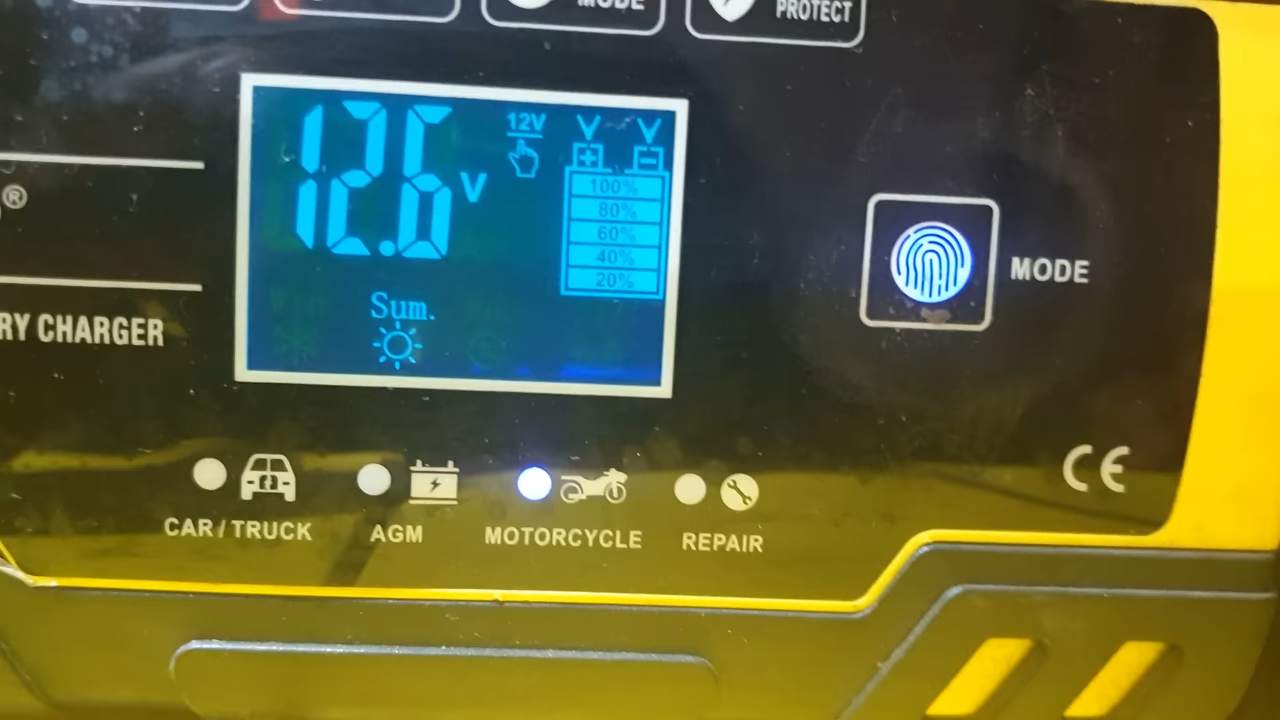 MODE
PROTECT
12.6 V
12V
+ -
100%
80%
60%
40%
20%
®
RY CHARGER
Sum.
MODE
CE
CAR / TRUCK
AGM
MOTORCYCLE
REPAIR